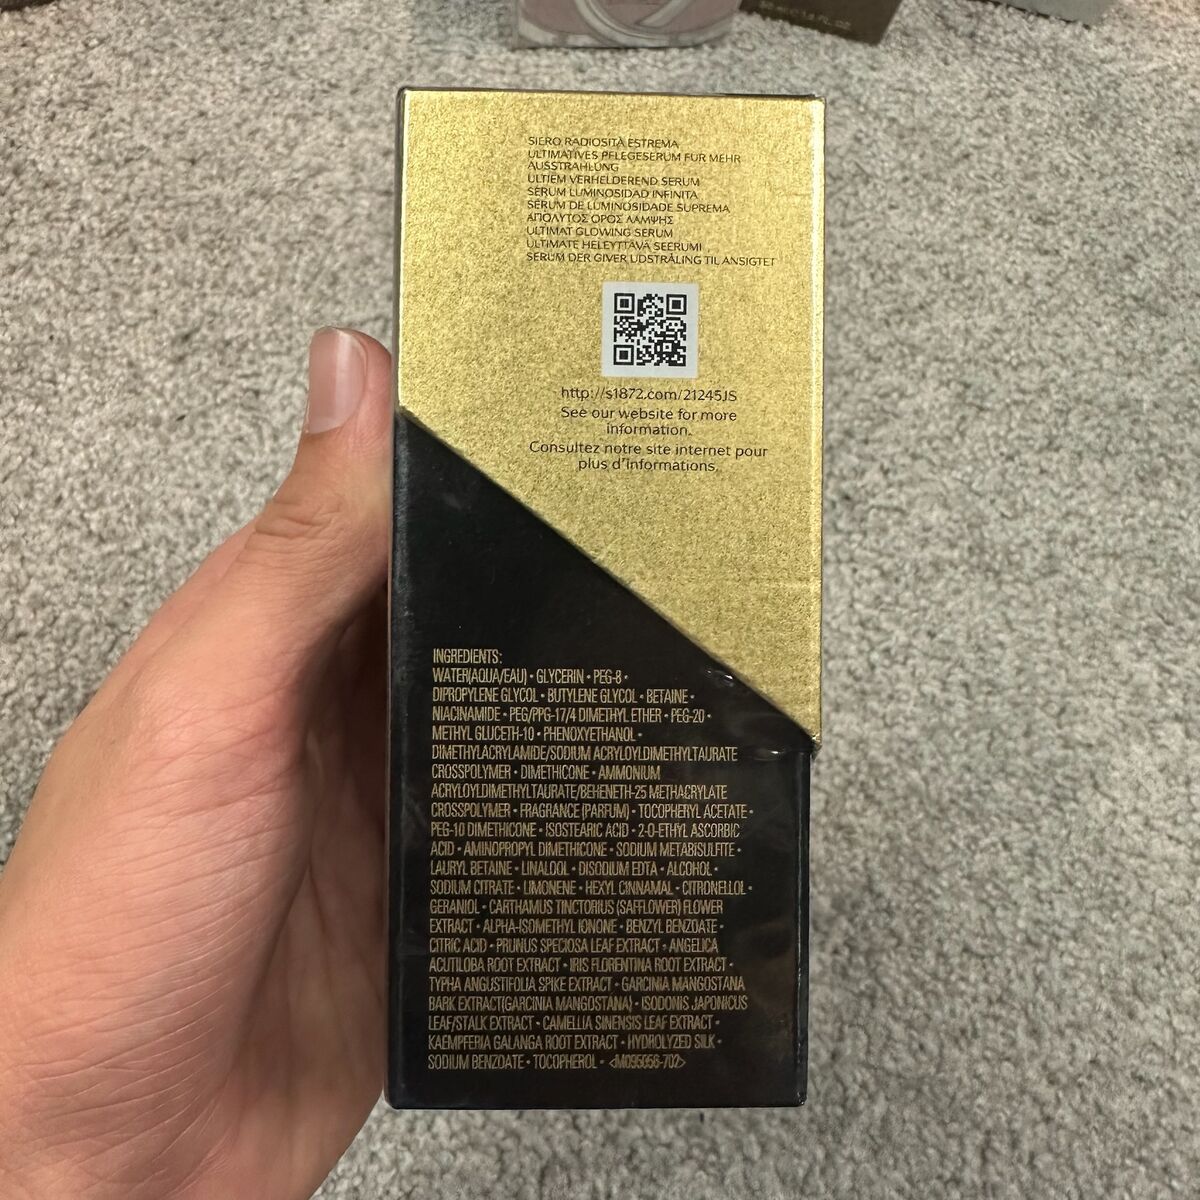 50 ml 1.6 FL. OZ.
SIERO RADIOSITÀ ESTREMA
ULTIMATIVES PFLEGESERUM FÜR MEHR
AUSSTRAHLUNG
ULTIEM VERHELDEREND SERUM
SÉRUM LUMINOSIDAD INFINITA
SÉRUM DE LUMINOSIDADE SUPREMA
ΑΠΟΛΥΤΟΣ ΟΡΟΣ ΛΑΜΨΗΣ
ULTIMAT GLOWING SERUM
ULTIMATE HELEYTTÄVÄ SEERUMI
SERUM DER GIVER UDSTRÅLING TIL ANSIGTET
http://s1872.com/21245JS
See our website for more
information.
Consultez notre site internet pour
plus d'informations.
INGREDIENTS:
WATER(AQUA/EAU)・GLYCERIN・PEG-8・
DIPROPYLENE GLYCOL・BUTYLENE GLYCOL・BETAINE・
NIACINAMIDE・PEG/PPG-17/4 DIMETHYL ETHER・PEG-20・
METHYL GLUCETH-10・PHENOXYETHANOL・
DIMETHYLACRYLAMIDE/SODIUM ACRYLOYLDIMETHYLTAURATE
CROSSPOLYMER・DIMETHICONE・AMMONIUM
ACRYLOYLDIMETHYLTAURATE/BEHENETH-25 METHACRYLATE
CROSSPOLYMER・FRAGRANCE (PARFUM)・TOCOPHERYL ACETATE・
PEG-10 DIMETHICONE・ISOSTEARIC ACID・2-O-ETHYL ASCORBIC
ACID・AMINOPROPYL DIMETHICONE・SODIUM METABISULFITE・
LAURYL BETAINE・LINALOOL・DISODIUM EDTA・ALCOHOL・
SODIUM CITRATE・LIMONENE・HEXYL CINNAMAL・CITRONELLOL・
GERANIOL・CARTHAMUS TINCTORIUS (SAFFLOWER) FLOWER
EXTRACT・ALPHA-ISOMETHYL IONONE・BENZYL BENZOATE・
CITRIC ACID・PRUNUS SPECIOSA LEAF EXTRACT・ANGELICA
ACUTILOBA ROOT EXTRACT・IRIS FLORENTINA ROOT EXTRACT・
TYPHA ANGUSTIFOLIA SPIKE EXTRACT・GARCINIA MANGOSTANA
BARK EXTRACT(GARCINIA MANGOSTANA)・ISODONIS JAPONICUS
LEAF/STALK EXTRACT・CAMELLIA SINENSIS LEAF EXTRACT・
KAEMPFERIA GALANGA ROOT EXTRACT・HYDROLYZED SILK・
SODIUM BENZOATE・TOCOPHEROL・<M095056-702>